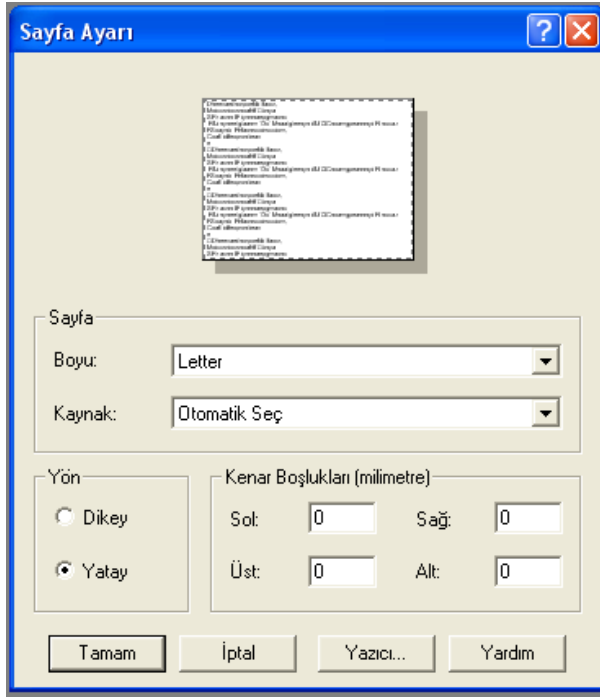 Sayfa Ayarı
Sayfa
Boyu: Letter
Kaynak: Otomatik Seç
Yön
Dikey
Yatay
Kenar Boşlukları (milimetre)
Sol: 0 Sağ: 0
Üst: 0 Alt: 0
Tamam İptal Yazıcı... Yardım